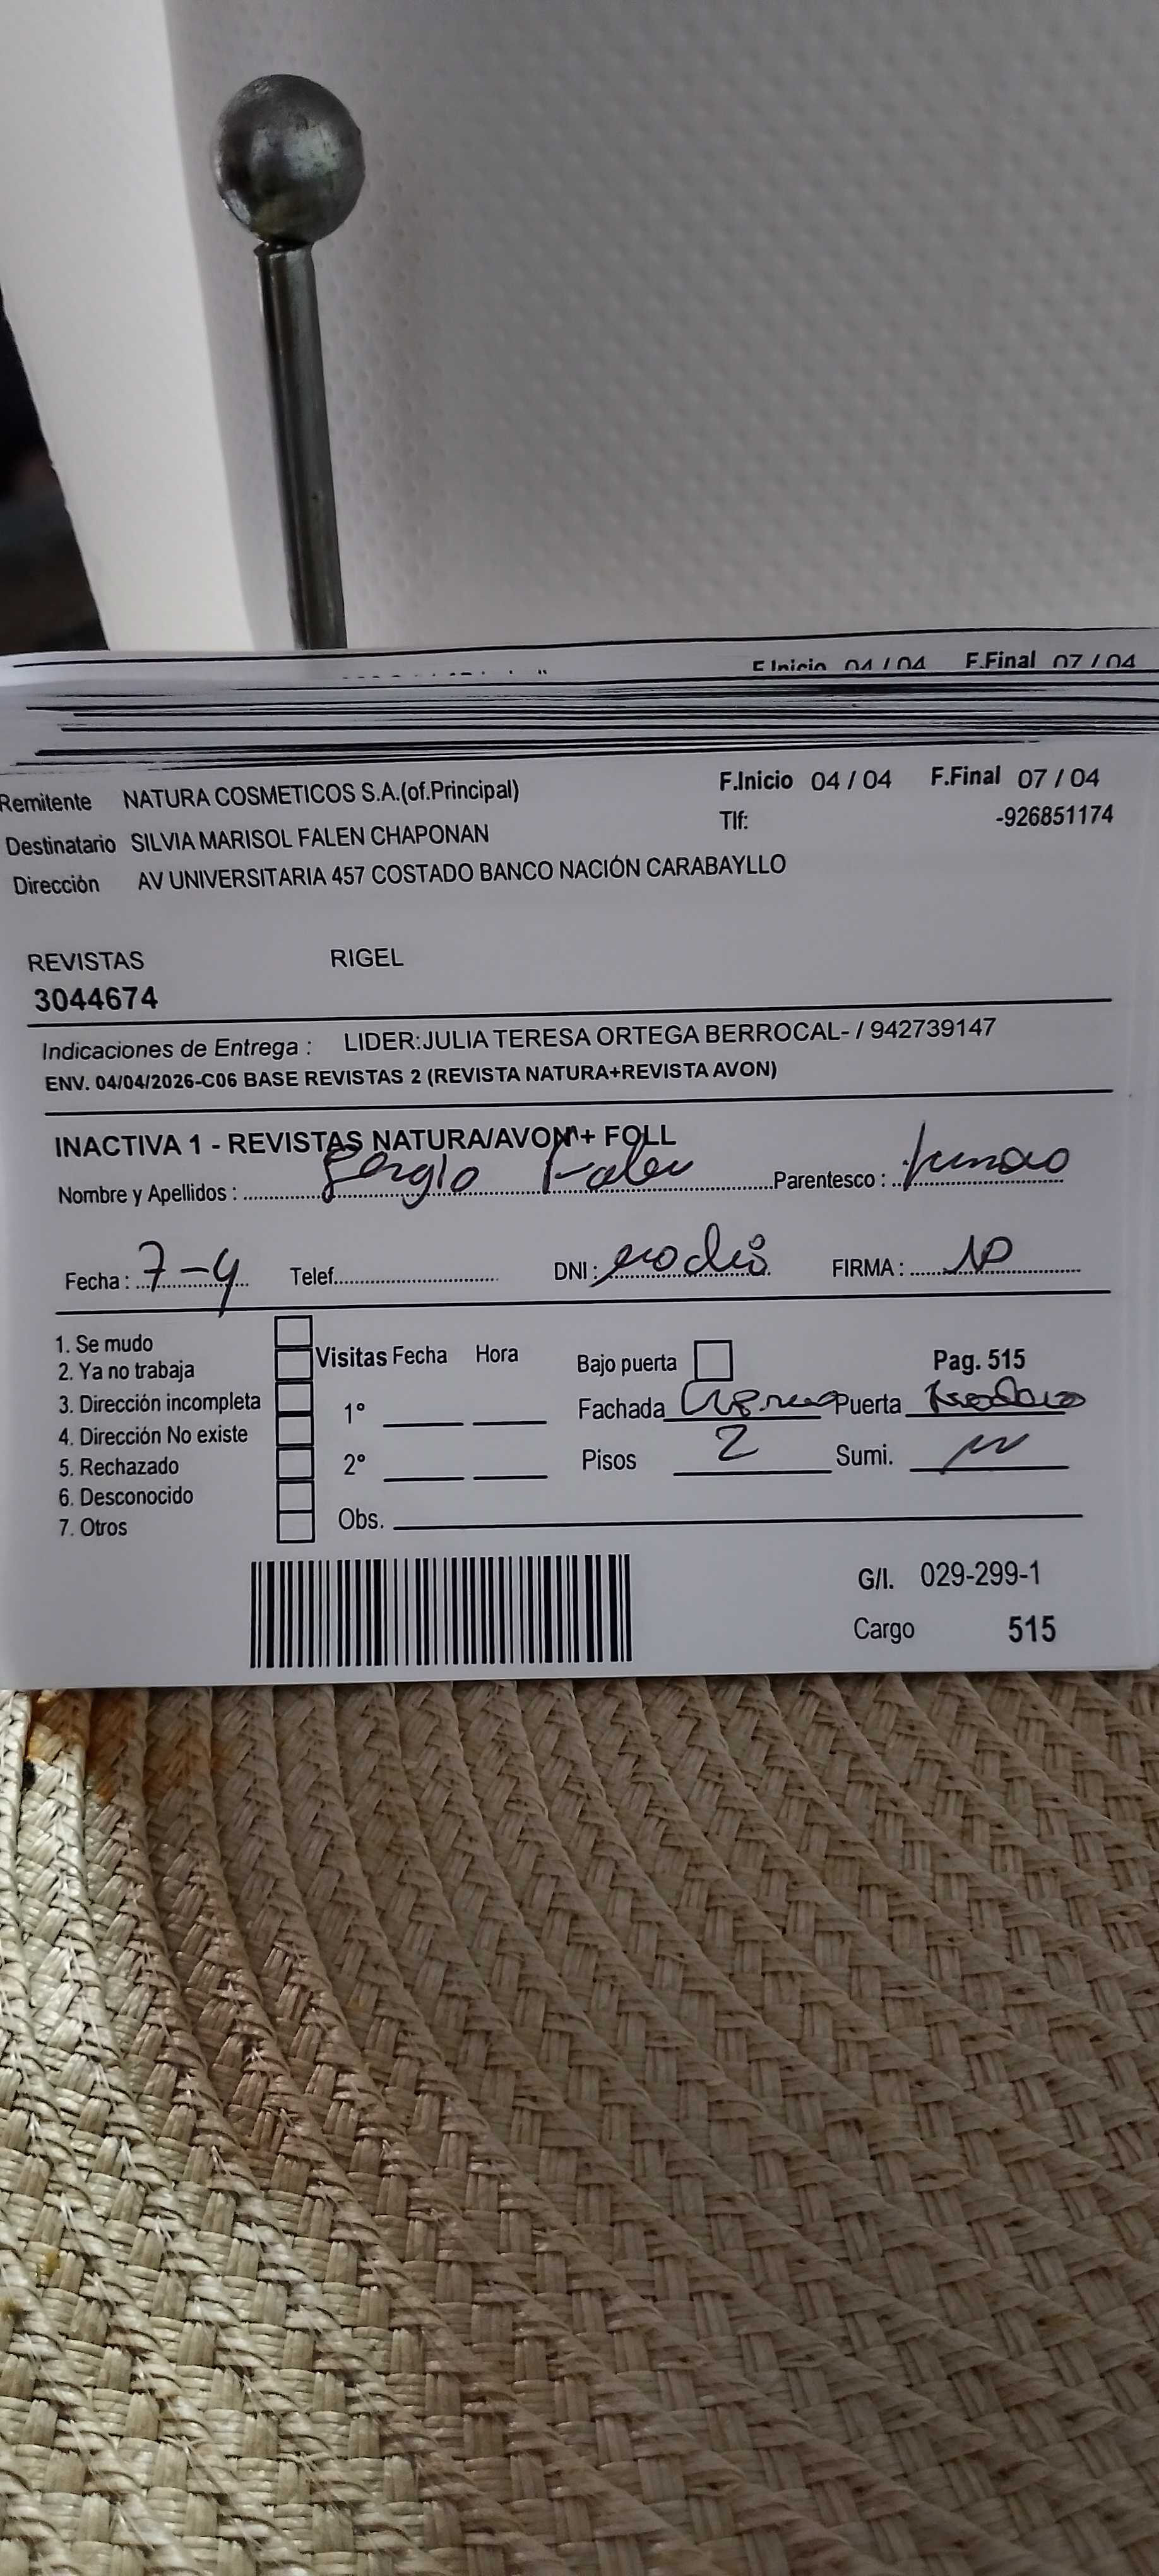 F.Inicio 04 / 04 F.Final 07 / 04
Remitente NATURA COSMETICOS S.A.(of.Principal) F.Inicio 04 / 04 F.Final 07 / 04
Destinatario SILVIA MARISOL FALEN CHAPONAN Tlf: -926851174
Dirección AV UNIVERSITARIA 457 COSTADO BANCO NACIÓN CARABAYLLO
REVISTAS RIGEL
3044674
Indicaciones de Entrega : LIDER:JULIA TERESA ORTEGA BERROCAL- / 942739147
ENV. 04/04/2026-C06 BASE REVISTAS 2 (REVISTA NATURA+REVISTA AVON)
INACTIVA 1 - REVISTAS NATURA/AVON + FOLL
Nombre y Apellidos : Sergio Falen Parentesco :
Fecha : 7-4 Telef. DNI : FIRMA :
1. Se mudo
2. Ya no trabaja Visitas Fecha Hora Bajo puerta Pag. 515
3. Dirección incompleta 1° Fachada Puerta
4. Dirección No existe
5. Rechazado 2° Pisos 2 Sumi.
6. Desconocido
7. Otros Obs.
G/I. 029-299-1
Cargo 515